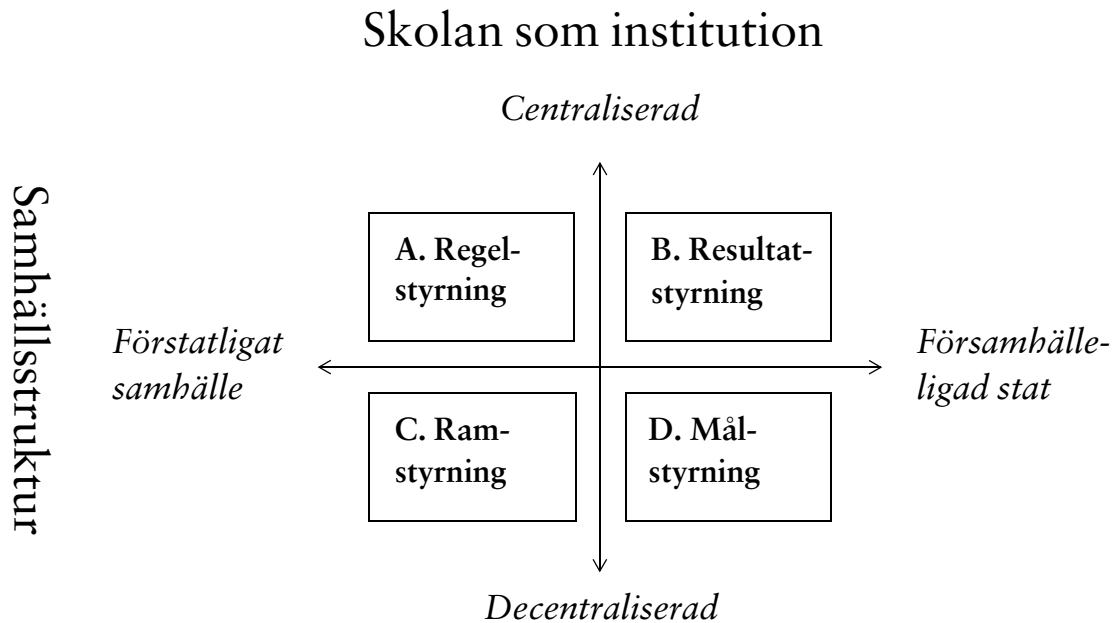 Skolan som institution
Centraliserad
Samhällsstruktur
A. Regel-
styrning
B. Resultat-
styrning
Förstatligat
samhälle
Församhälle-
ligad stat
C. Ram-
styrning
D. Mål-
styrning
Decentraliserad